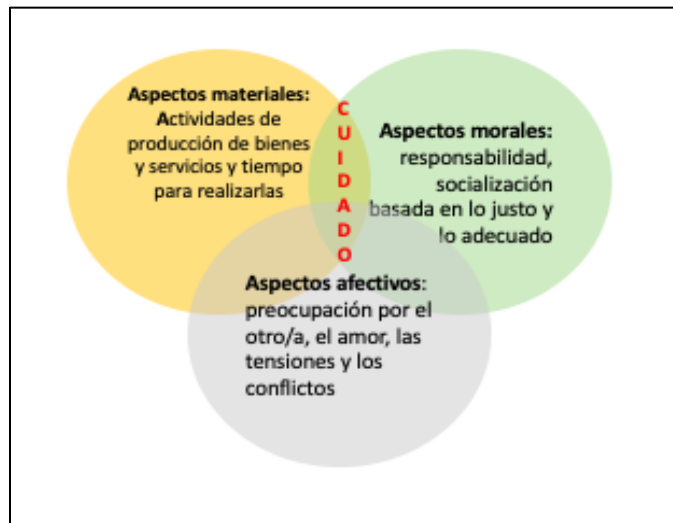 Aspectos materiales:
Actividades de
producción de bienes
y servicios y tiempo
para realizarlas
CUIDADO
Aspectos morales:
responsabilidad,
socialización
basada en lo justo y
lo adecuado
Aspectos afectivos:
preocupación por el
otro/a, el amor, las
tensiones y los
conflictos